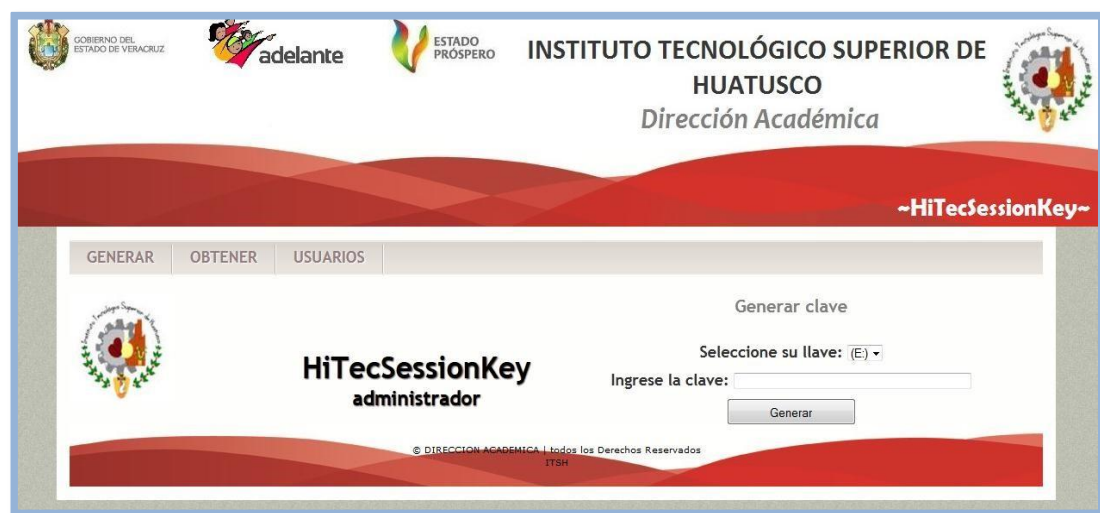 GOBIERNO DEL
ESTADO DE VERACRUZ
adelante
ESTADO
PRÓSPERO
INSTITUTO TECNOLÓGICO SUPERIOR DE
HUATUSCO
Dirección Académica
~HiTecSessionKey~
GENERAR OBTENER USUARIOS
Generar clave
Seleccione su llave: (E:)
HiTecSessionKey
administrador
Ingrese la clave:
Generar
© DIRECCION ACADEMICA | todos los Derechos Reservados
ITSH